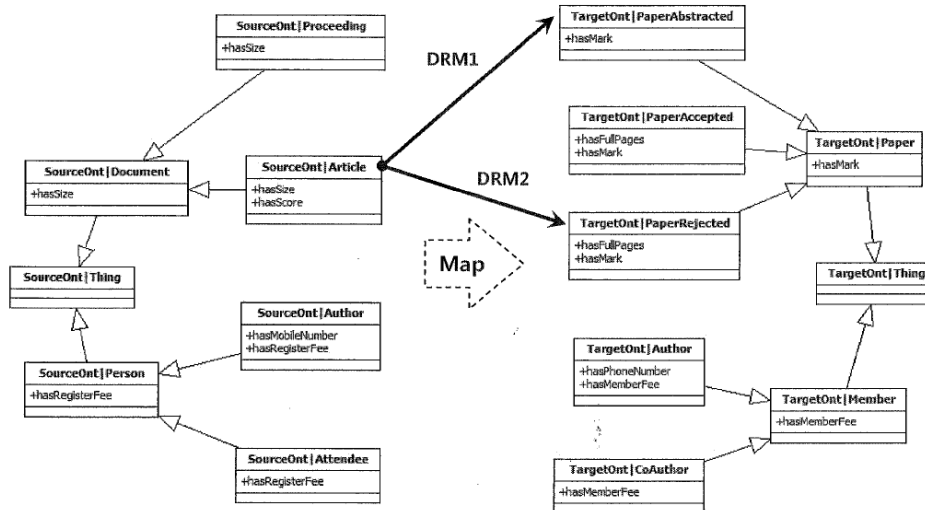 SourceOnt|Proceeding
+hasSize
TargetOnt|PaperAbstracted
+hasMark
DRM1
TargetOnt|PaperAccepted
+hasFullPages
+hasMark
TargetOnt|Paper
+hasMark
SourceOnt|Document
+hasSize
SourceOnt|Article
+hasSize
+hasScore
DRM2
TargetOnt|PaperRejected
+hasFullPages
+hasMark
Map
SourceOnt|Thing
TargetOnt|Thing
SourceOnt|Author
+hasMobileNumber
+hasRegisterFee
TargetOnt|Author
+hasPhoneNumber
+hasMemberFee
SourceOnt|Person
+hasRegisterFee
TargetOnt|Member
+hasMemberFee
SourceOnt|Attendee
+hasRegisterFee
TargetOnt|CoAuthor
+hasMemberFee